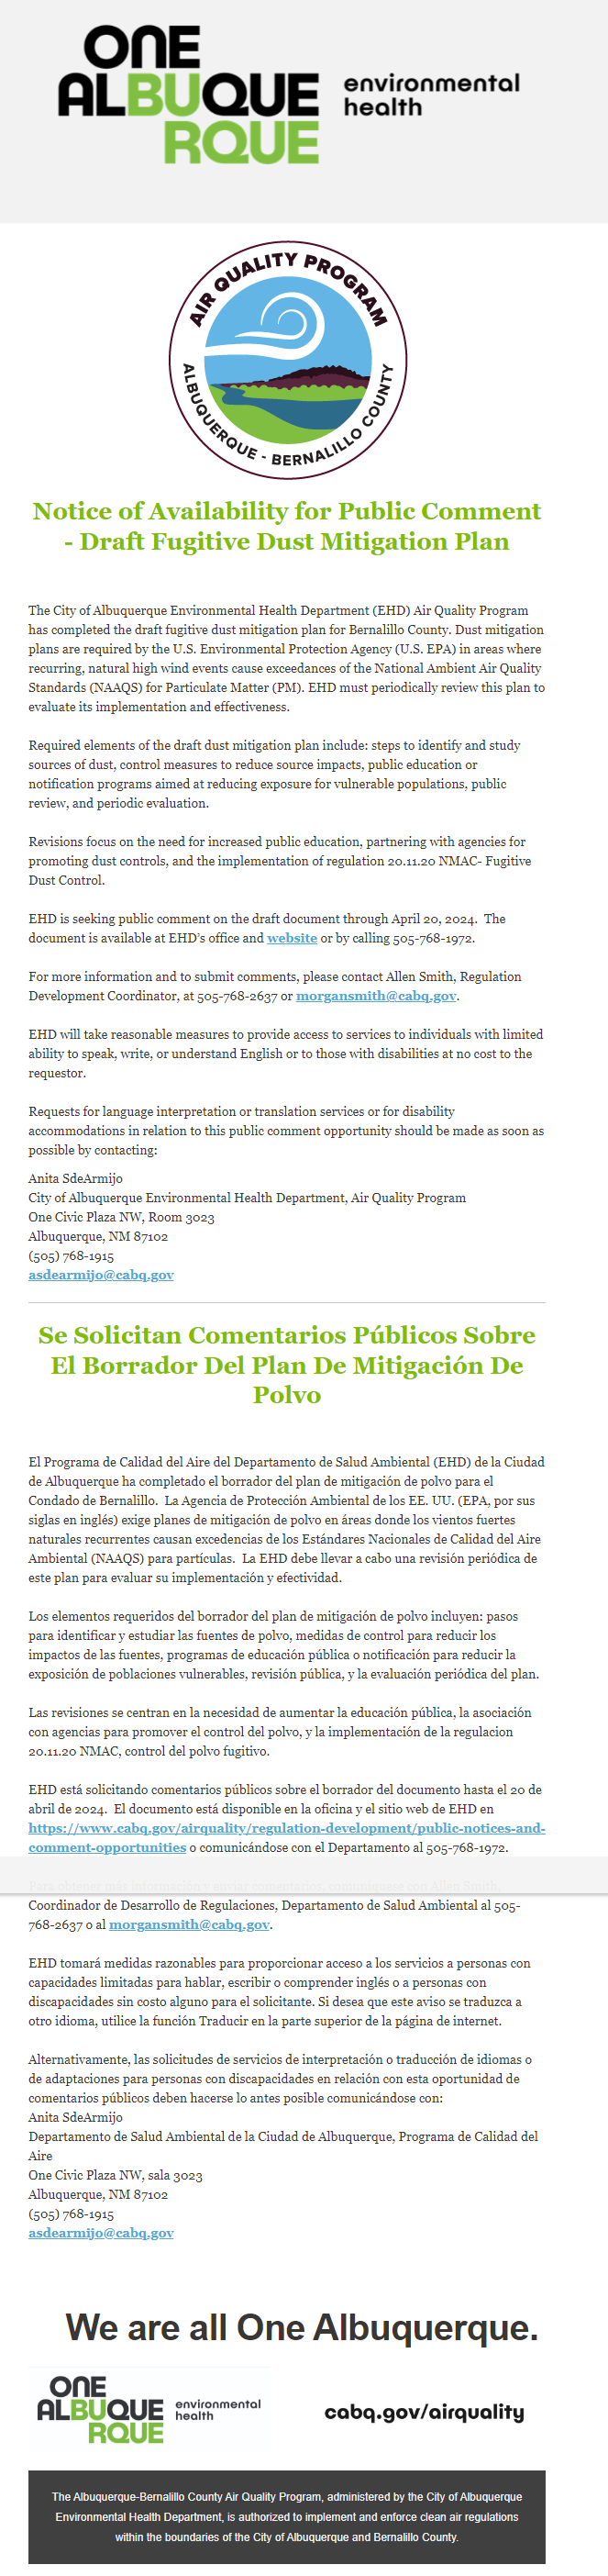 ONE
ALBUQUE
RQUE
environmental
health
AIR QUALITY PROGRAM
ALBUQUERQUE - BERNALILLO COUNTY
Notice of Availability for Public Comment
- Draft Fugitive Dust Mitigation Plan
The City of Albuquerque Environmental Health Department (EHD) Air Quality Program
has completed the draft fugitive dust mitigation plan for Bernalillo County. Dust mitigation
plans are required by the U.S. Environmental Protection Agency (U.S. EPA) in areas where
recurring, natural high wind events cause exceedances of the National Ambient Air Quality
Standards (NAAQS) for Particulate Matter (PM). EHD must periodically review this plan to
evaluate its implementation and effectiveness.
Required elements of the draft dust mitigation plan include: steps to identify and study
sources of dust, control measures to reduce source impacts, public education or
notification programs aimed at reducing exposure for vulnerable populations, public
review, and periodic evaluation.
Revisions focus on the need for increased public education, partnering with agencies for
promoting dust controls, and the implementation of regulation 20.11.20 NMAC- Fugitive
Dust Control.
EHD is seeking public comment on the draft document through April 20, 2024.  The
document is available at EHD's office and website or by calling 505-768-1972.
For more information and to submit comments, please contact Allen Smith, Regulation
Development Coordinator, at 505-768-2637 or morgansmith@cabq.gov.
EHD will take reasonable measures to provide access to services to individuals with limited
ability to speak, write, or understand English or to those with disabilities at no cost to the
requestor.
Requests for language interpretation or translation services or for disability
accommodations in relation to this public comment opportunity should be made as soon as
possible by contacting:
Anita SdeArmijo
City of Albuquerque Environmental Health Department, Air Quality Program
One Civic Plaza NW, Room 3023
Albuquerque, NM 87102
(505) 768-1915
asdearmijo@cabq.gov
Se Solicitan Comentarios Públicos Sobre
El Borrador Del Plan De Mitigación De
Polvo
El Programa de Calidad del Aire del Departamento de Salud Ambiental (EHD) de la Ciudad
de Albuquerque ha completado el borrador del plan de mitigación de polvo para el
Condado de Bernalillo.  La Agencia de Protección Ambiental de los EE. UU. (EPA, por sus
siglas en inglés) exige planes de mitigación de polvo en áreas donde los vientos fuertes
naturales recurrentes causan excedencias de los Estándares Nacionales de Calidad del Aire
Ambiental (NAAQS) para partículas.  La EHD debe llevar a cabo una revisión periódica de
este plan para evaluar su implementación y efectividad.
Los elementos requeridos del borrador del plan de mitigación de polvo incluyen: pasos
para identificar y estudiar las fuentes de polvo, medidas de control para reducir los
impactos de las fuentes, programas de educación pública o notificación para reducir la
exposición de poblaciones vulnerables, revisión pública, y la evaluación periódica del plan.
Las revisiones se centran en la necesidad de aumentar la educación pública, la asociación
con agencias para promover el control del polvo, y la implementación de la regulacion
20.11.20 NMAC, control del polvo fugitivo.
EHD está solicitando comentarios públicos sobre el borrador del documento hasta el 20 de
abril de 2024.  El documento está disponible en la oficina y el sitio web de EHD en
https://www.cabq.gov/airquality/regulation-development/public-notices-and-
comment-opportunities o comunicándose con el Departamento al 505-768-1972.
Para obtener más información y enviar comentarios, comuníquese con Allen Smith,
Coordinador de Desarrollo de Regulaciones, Departamento de Salud Ambiental al 505-
768-2637 o al morgansmith@cabq.gov.
EHD tomará medidas razonables para proporcionar acceso a los servicios a personas con
capacidades limitadas para hablar, escribir o comprender inglés o a personas con
discapacidades sin costo alguno para el solicitante. Si desea que este aviso se traduzca a
otro idioma, utilice la función Traducir en la parte superior de la página de internet.
Alternativamente, las solicitudes de servicios de interpretación o traducción de idiomas o
de adaptaciones para personas con discapacidades en relación con esta oportunidad de
comentarios públicos deben hacerse lo antes posible comunicándose con:
Anita SdeArmijo
Departamento de Salud Ambiental de la Ciudad de Albuquerque, Programa de Calidad del
Aire
One Civic Plaza NW, sala 3023
Albuquerque, NM 87102
(505) 768-1915
asdearmijo@cabq.gov
We are all One Albuquerque.
ONE
ALBUQUE
RQUE
environmental
health
cabq.gov/airquality
The Albuquerque-Bernalillo County Air Quality Program, administered by the City of Albuquerque
Environmental Health Department, is authorized to implement and enforce clean air regulations
within the boundaries of the City of Albuquerque and Bernalillo County.